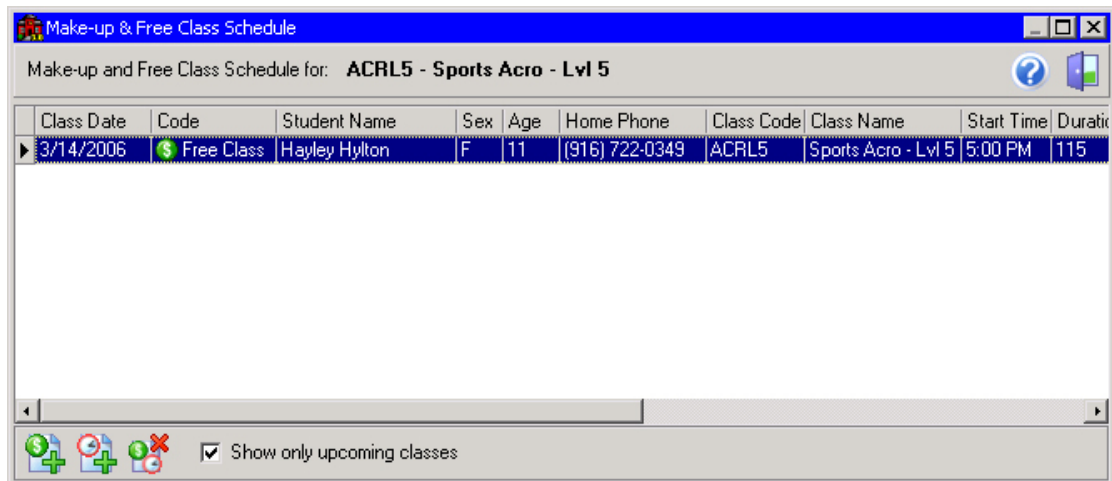 Make-up & Free Class Schedule
Make-up and Free Class Schedule for: ACRL5 - Sports Acro - Lvl 5
Class Date Code Student Name Sex Age Home Phone Class Code Class Name Start Time Duratic
3/14/2006 $ Free Class Hayley Hylton F 11 (916) 722-0349 ACRL5 Sports Acro - Lvl 5 5:00 PM 115
Show only upcoming classes